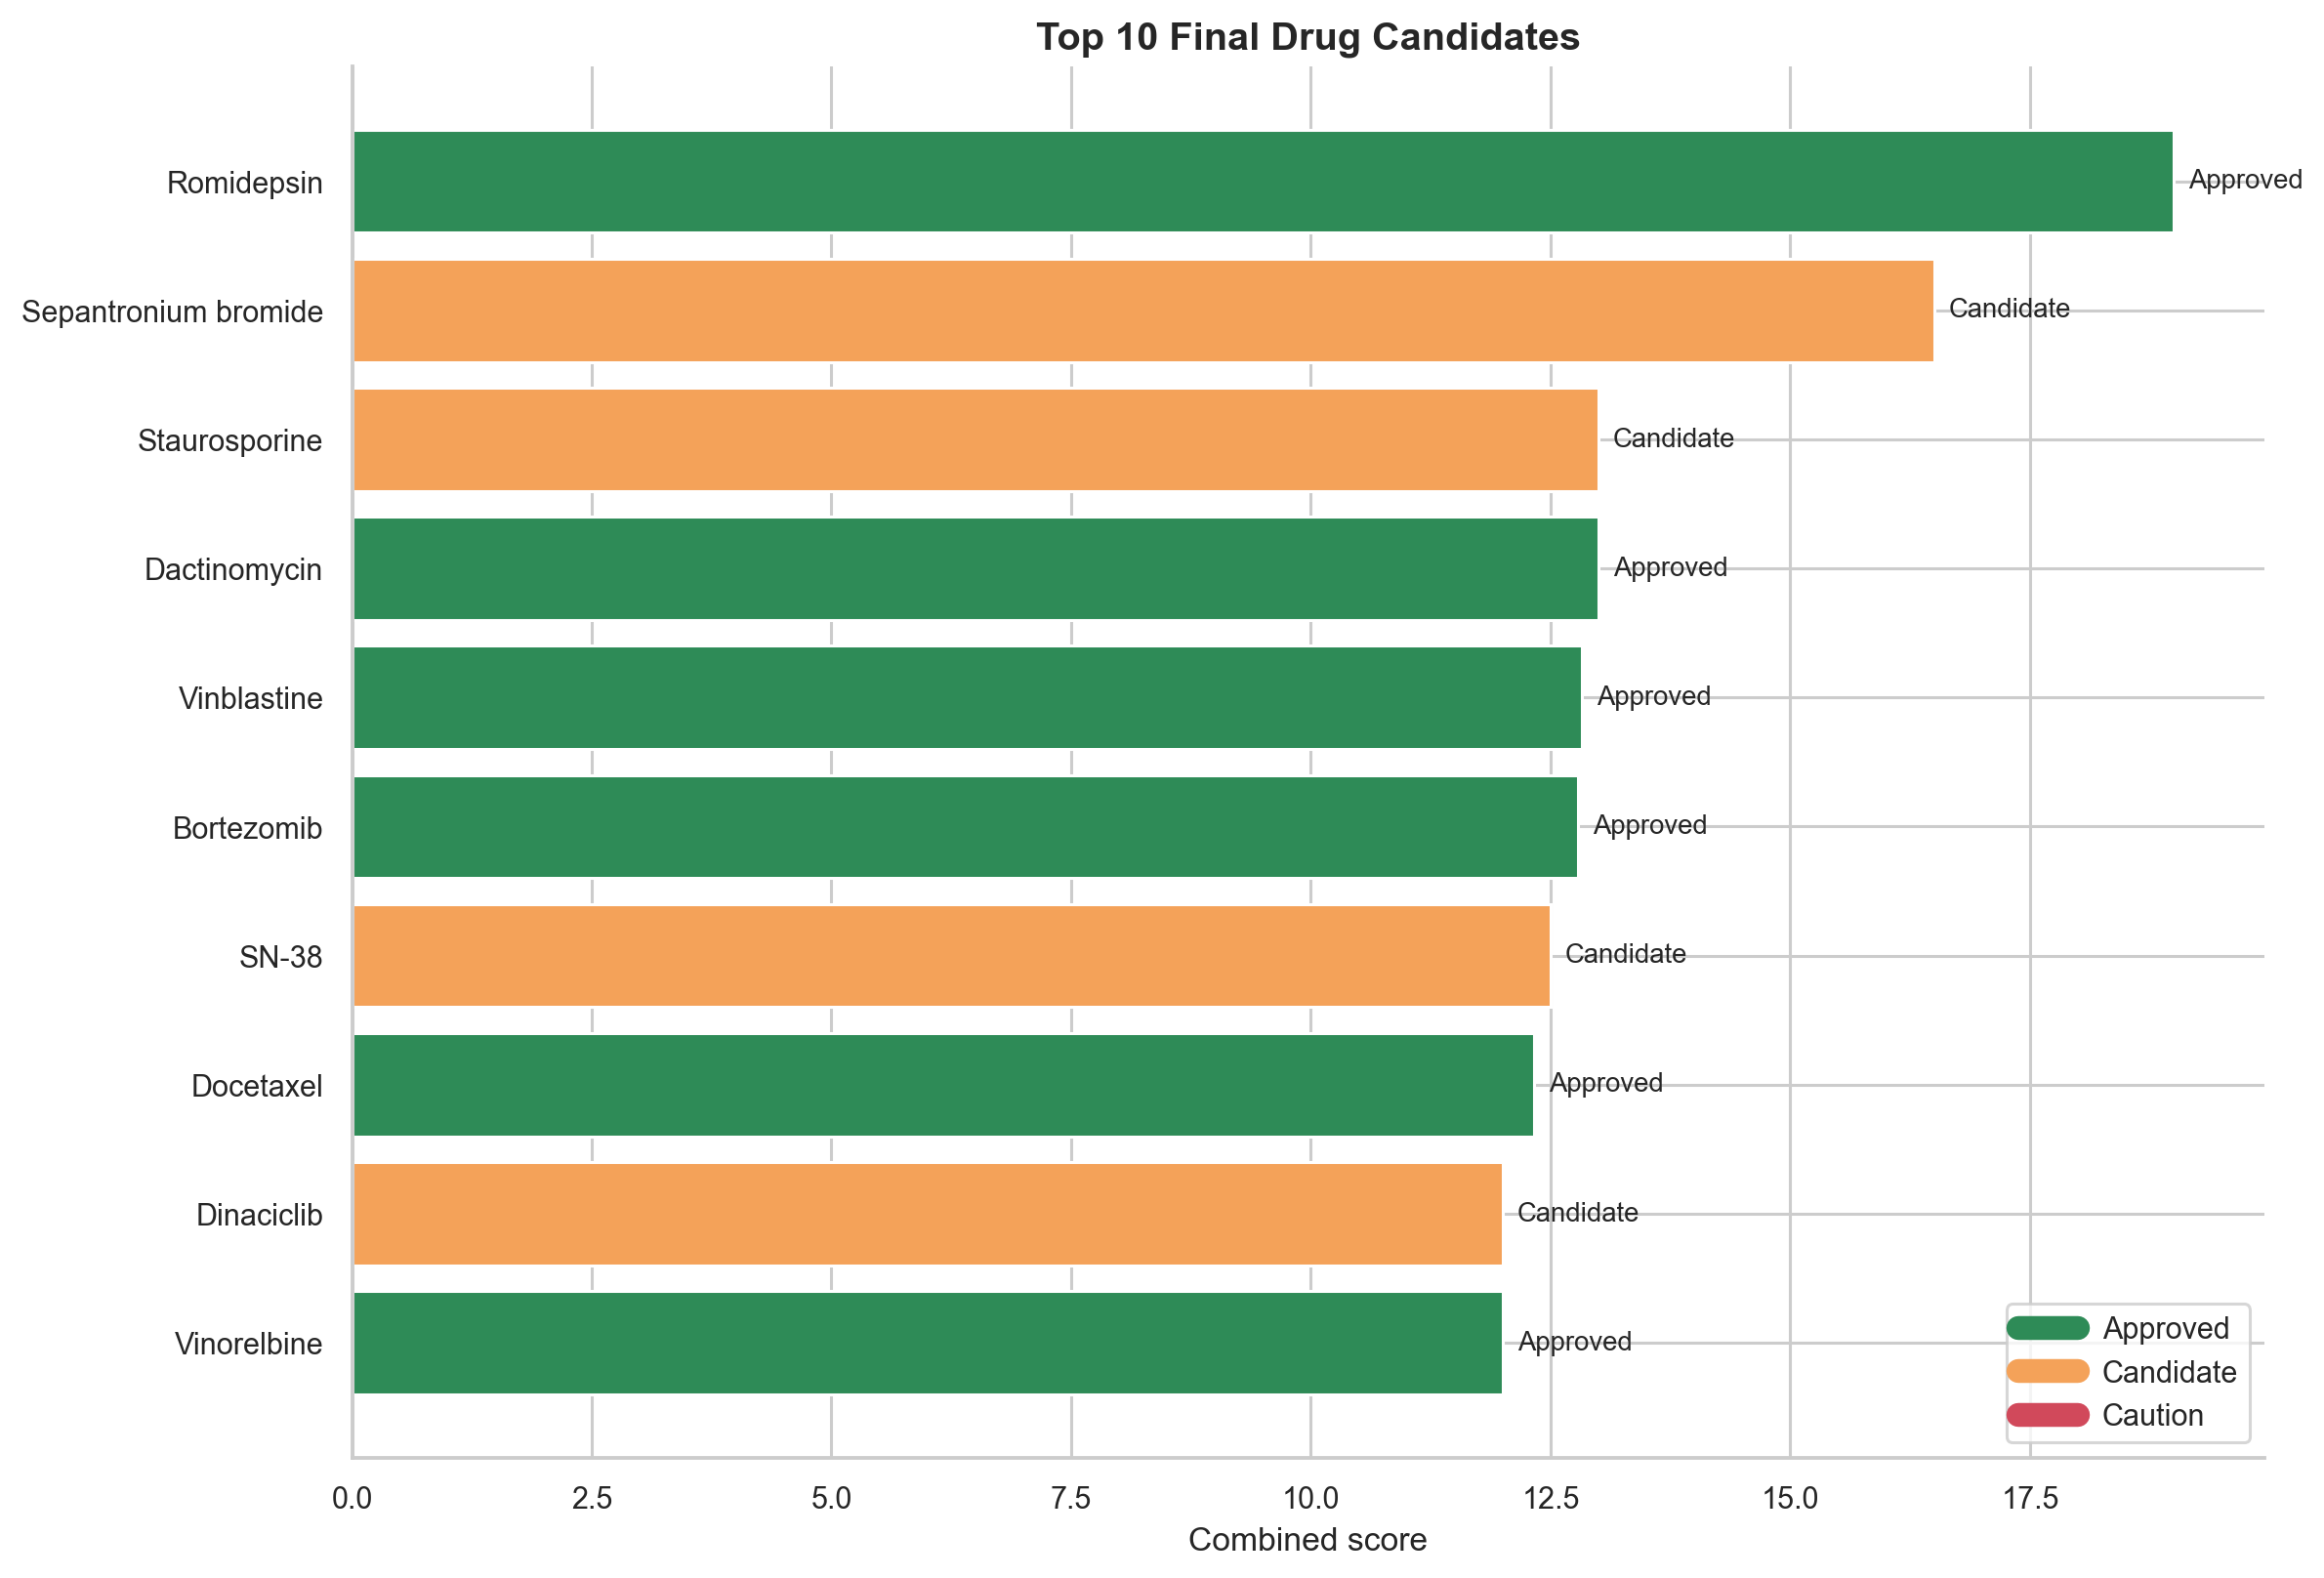 Top 10 Final Drug Candidates
Romidepsin
Approved
Sepantronium bromide
Candidate
Staurosporine
Candidate
Dactinomycin
Approved
Vinblastine
Approved
Bortezomib
Approved
SN-38
Candidate
Docetaxel
Approved
Dinaciclib
Candidate
Vinorelbine
Approved
Approved
Candidate
Caution
0.0 2.5 5.0 7.5 10.0 12.5 15.0 17.5
Combined score